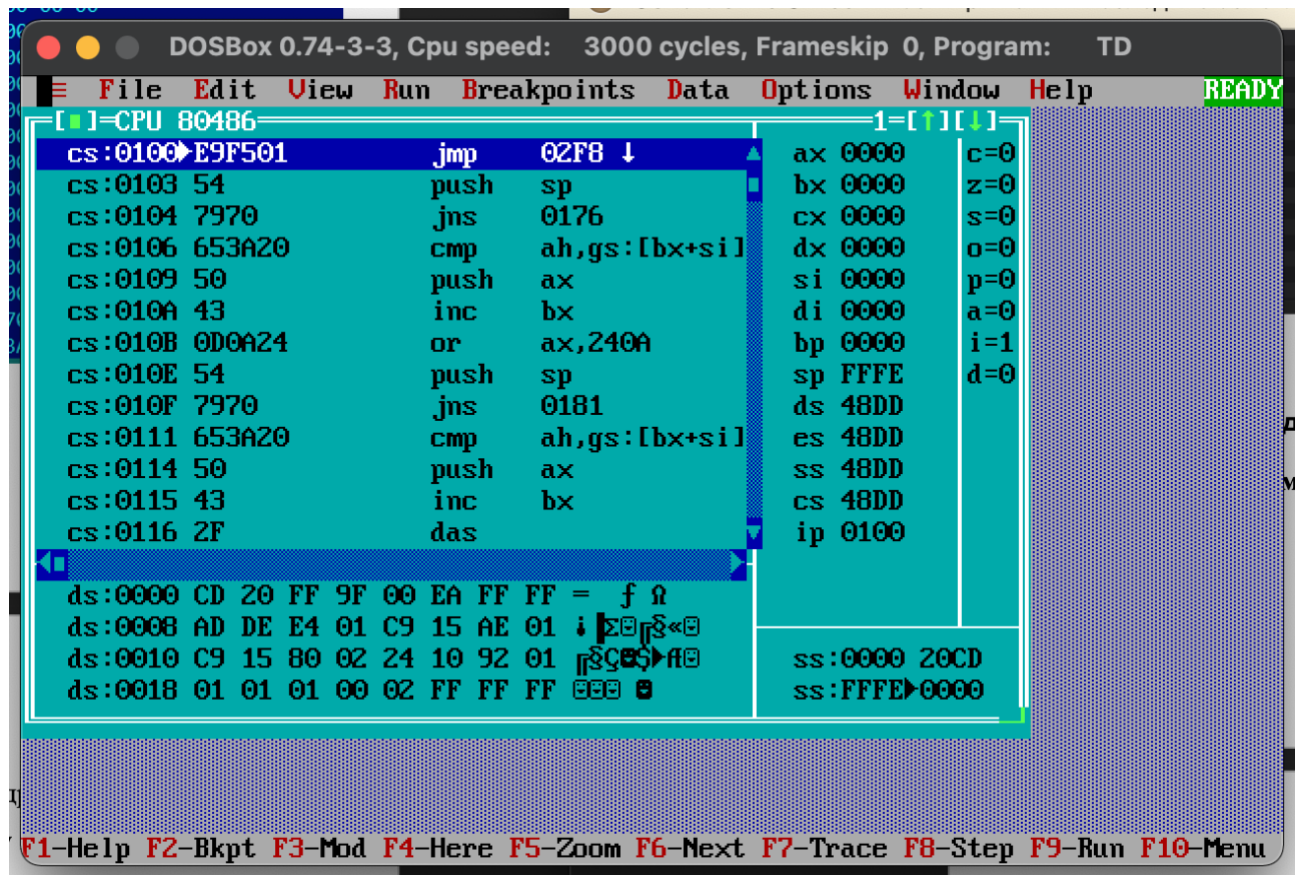 DOSBox 0.74-3-3, Cpu speed: 3000 cycles, Frameskip 0, Program: TD
≡ File Edit View Run Breakpoints Data Options Window Help READY
[■]=CPU 80486 1=[↑][↓]
cs:0100►E9F501 jmp 02F8 ↓ ax 0000 c=0
cs:0103 54 push sp bx 0000 z=0
cs:0104 7970 jns 0176 cx 0000 s=0
cs:0106 653A20 cmp ah,gs:[bx+si] dx 0000 o=0
cs:0109 50 push ax si 0000 p=0
cs:010A 43 inc bx di 0000 a=0
cs:010B 0D0A24 or ax,240A bp 0000 i=1
cs:010E 54 push sp sp FFFE d=0
cs:010F 7970 jns 0181 ds 48DD
cs:0111 653A20 cmp ah,gs:[bx+si] es 48DD
cs:0114 50 push ax ss 48DD
cs:0115 43 inc bx cs 48DD
cs:0116 2F das ip 0100
ds:0000 CD 20 FF 9F 00 EA FF FF = ƒ Ω
ds:0008 AD DE E4 01 C9 15 AE 01 ¡▐Σ☺╔§«☺
ds:0010 C9 15 80 02 24 10 92 01 ╔§Ç☻$►Æ☺ ss:0000 20CD
ds:0018 01 01 01 00 02 FF FF FF ☺☺☺ ☻ ss:FFFE►0000
F1-Help F2-Bkpt F3-Mod F4-Here F5-Zoom F6-Next F7-Trace F8-Step F9-Run F10-Menu